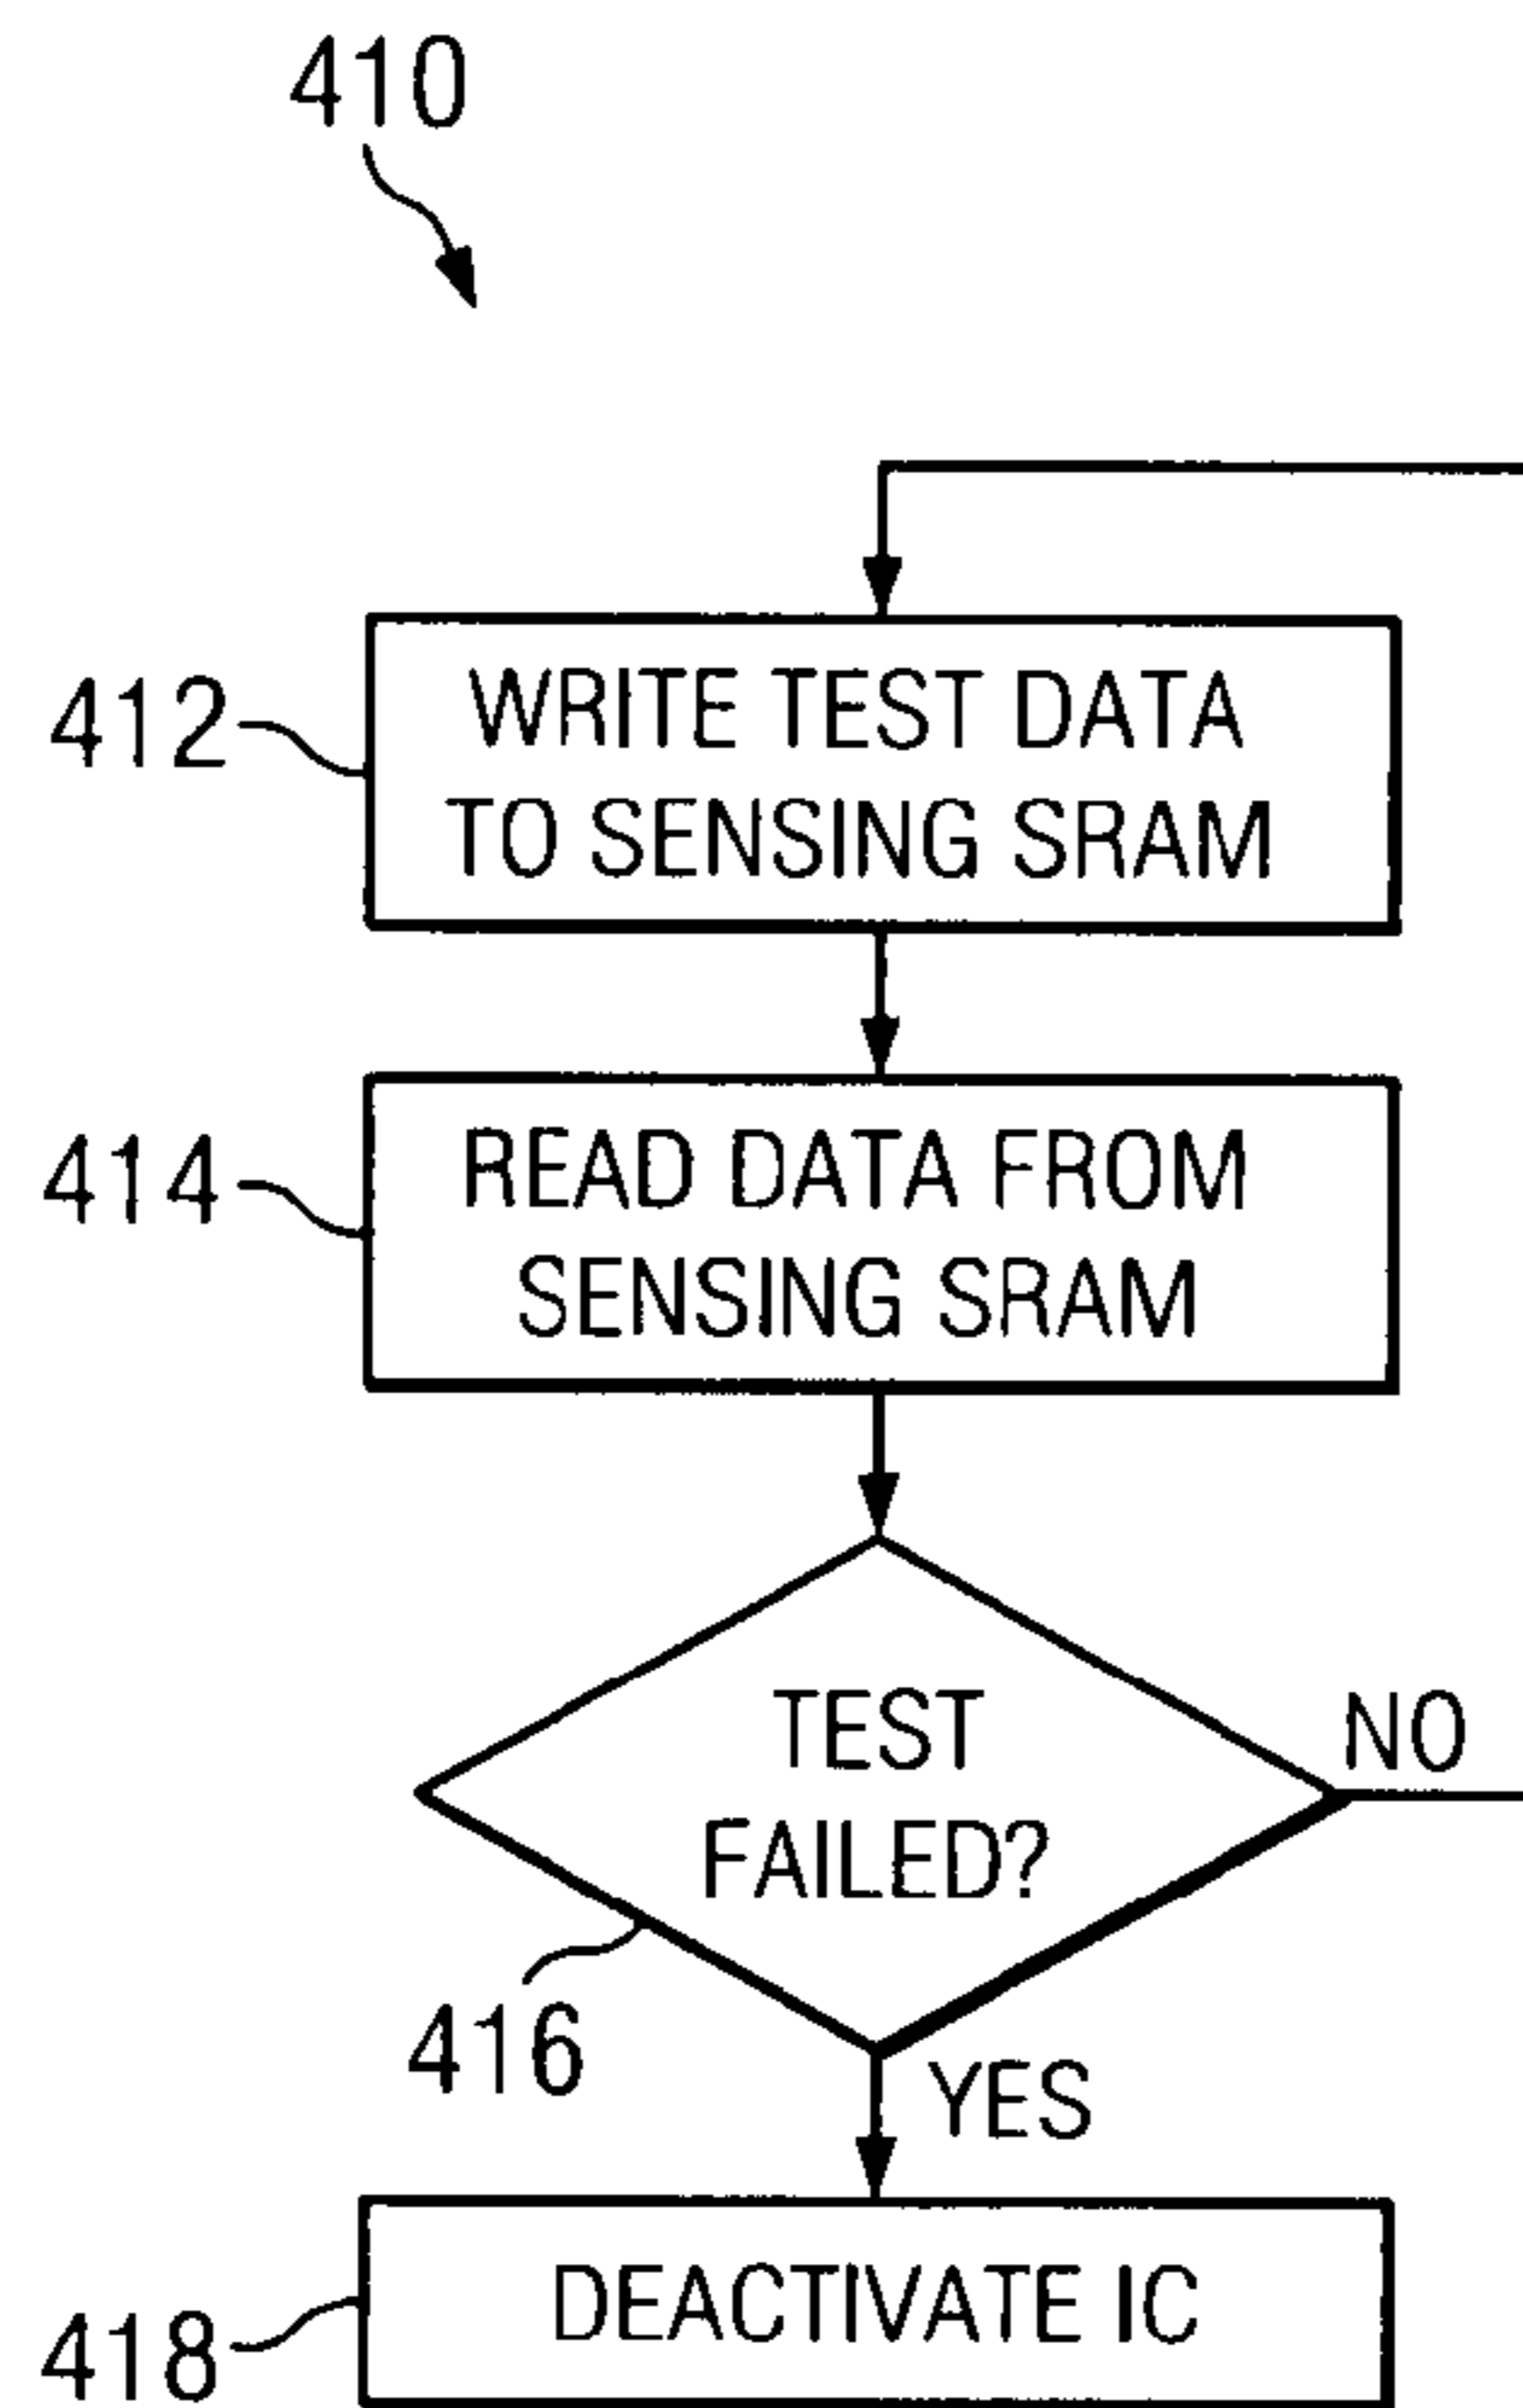 410
412
WRITE TEST DATA
TO SENSING SRAM
414
READ DATA FROM
SENSING SRAM
TEST
FAILED?
NO
416
YES
418
DEACTIVATE IC